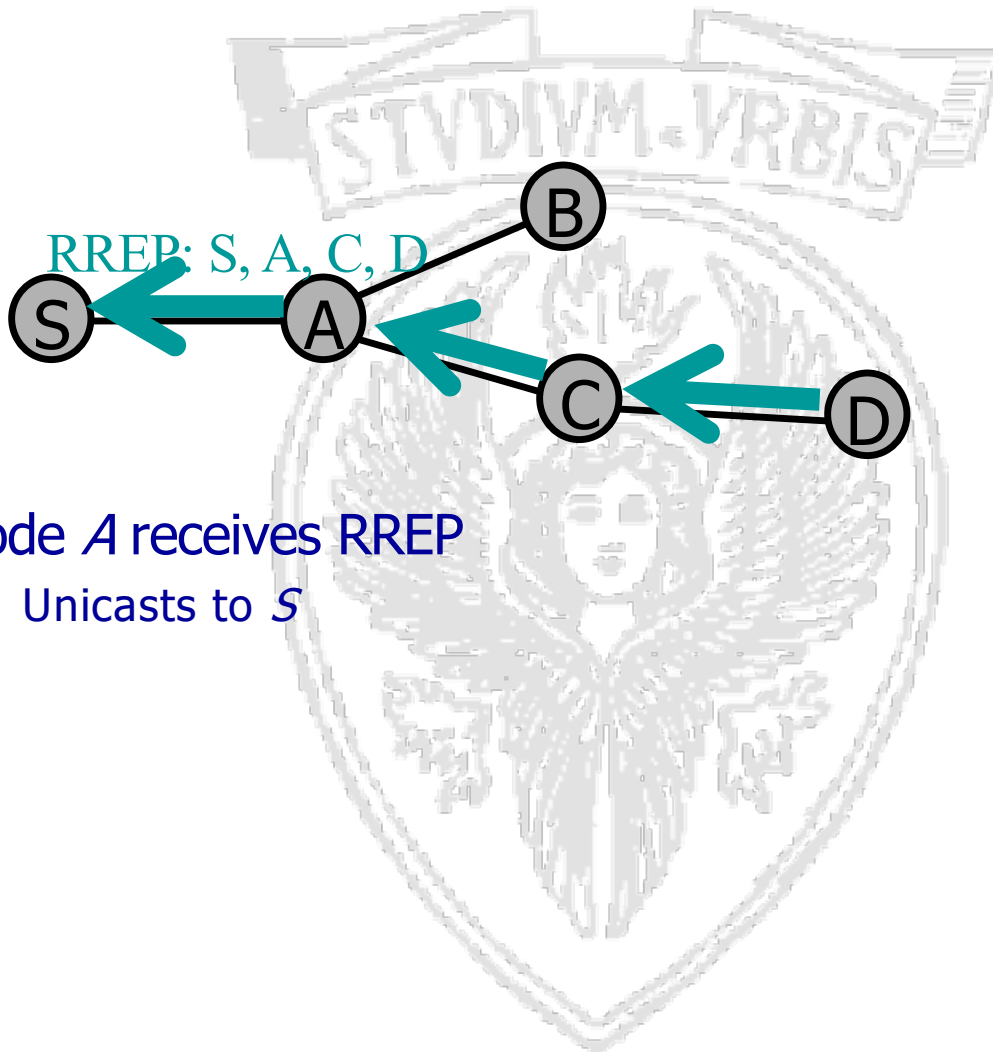 STVDIVM·VRBIS
B
RREP: S, A, C, D
S
A
C
D
ode A receives RREP
Unicasts to S